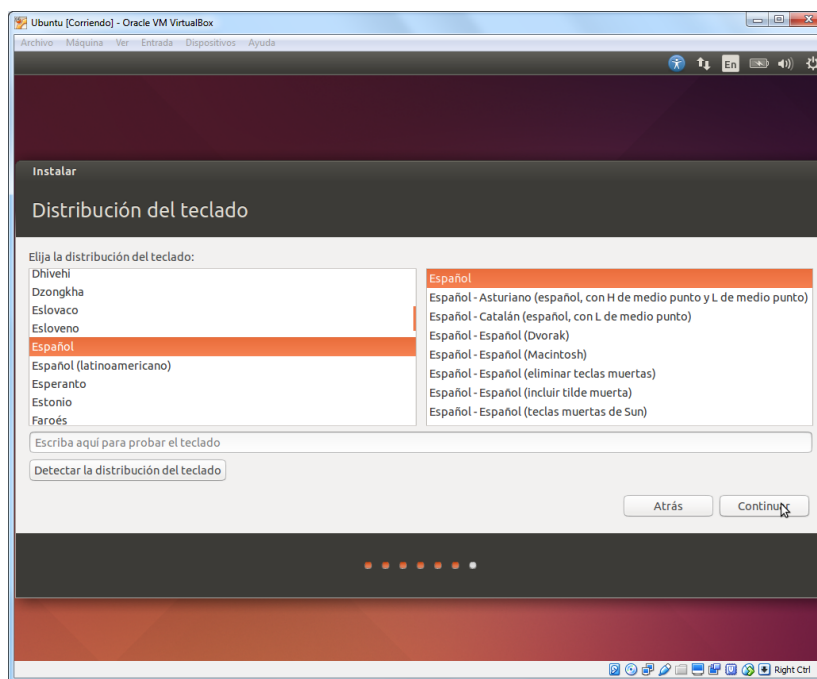 Ubuntu [Corriendo] - Oracle VM VirtualBox
Archivo Máquina Ver Entrada Dispositivos Ayuda
En
Instalar
Distribución del teclado
Elija la distribución del teclado:
Dhivehi
Dzongkha
Eslovaco
Esloveno
Español
Español (latinoamericano)
Esperanto
Estonio
Faroés
Español
Español - Asturiano (español, con H de medio punto y L de medio punto)
Español - Catalán (español, con L de medio punto)
Español - Español (Dvorak)
Español - Español (Macintosh)
Español - Español (eliminar teclas muertas)
Español - Español (incluir tilde muerta)
Español - Español (teclas muertas de Sun)
Escriba aquí para probar el teclado
Detectar la distribución del teclado
Atrás Continuar
Right Ctrl